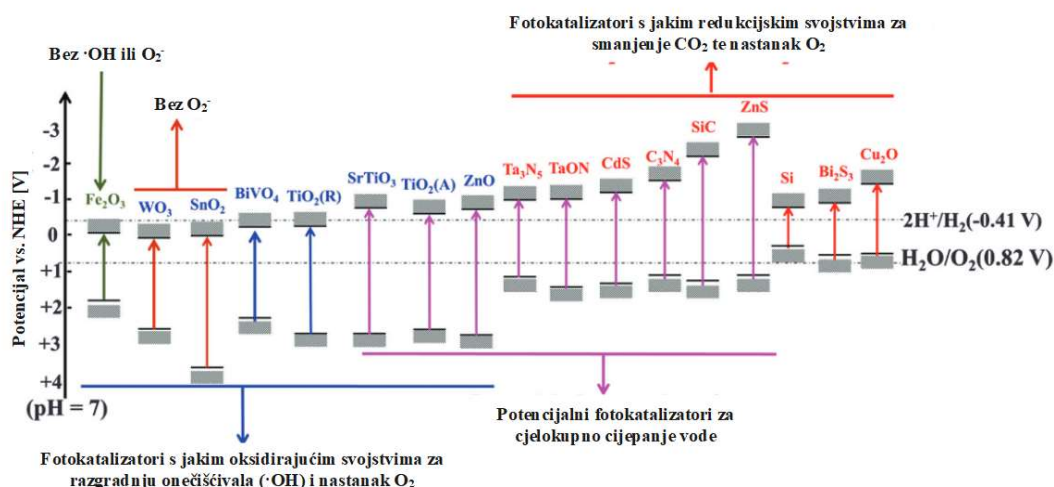 Fotokatalizatori s jakim redukcijskim svojstvima za
smanjenje CO₂ te nastanak O₂
Bez ·OH ili O₂⁻
Bez O₂⁻
Potencijal vs. NHE [V]
-3
-2
-1
0
+1
+2
+3
+4
(pH = 7)
Fe₂O₃
WO₃
SnO₂
BiVO₄
TiO₂(R)
SrTiO₃
TiO₂(A)
ZnO
Ta₃N₅
TaON
CdS
C₃N₄
SiC
ZnS
Si
Bi₂S₃
Cu₂O
2H⁺/H₂(-0.41 V)
H₂O/O₂(0.82 V)
Potencijalni fotokatalizatori za
cjelokupno cijepanje vode
Fotokatalizatori s jakim oksidirajućim svojstvima za
razgradnju onečišćivala (·OH) i nastanak O₂